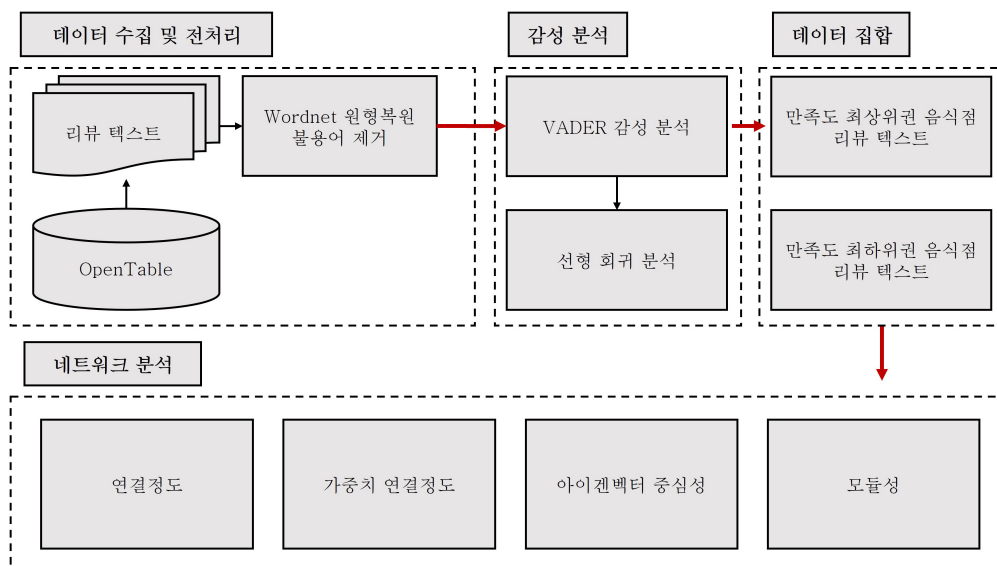 데이터 수집 및 전처리
리뷰 텍스트
Wordnet 원형복원
불용어 제거
OpenTable
감성 분석
VADER 감성 분석
선형 회귀 분석
데이터 집합
만족도 최상위권 음식점
리뷰 텍스트
만족도 최하위권 음식점
리뷰 텍스트
네트워크 분석
연결정도
가중치 연결정도
아이겐벡터 중심성
모듈성